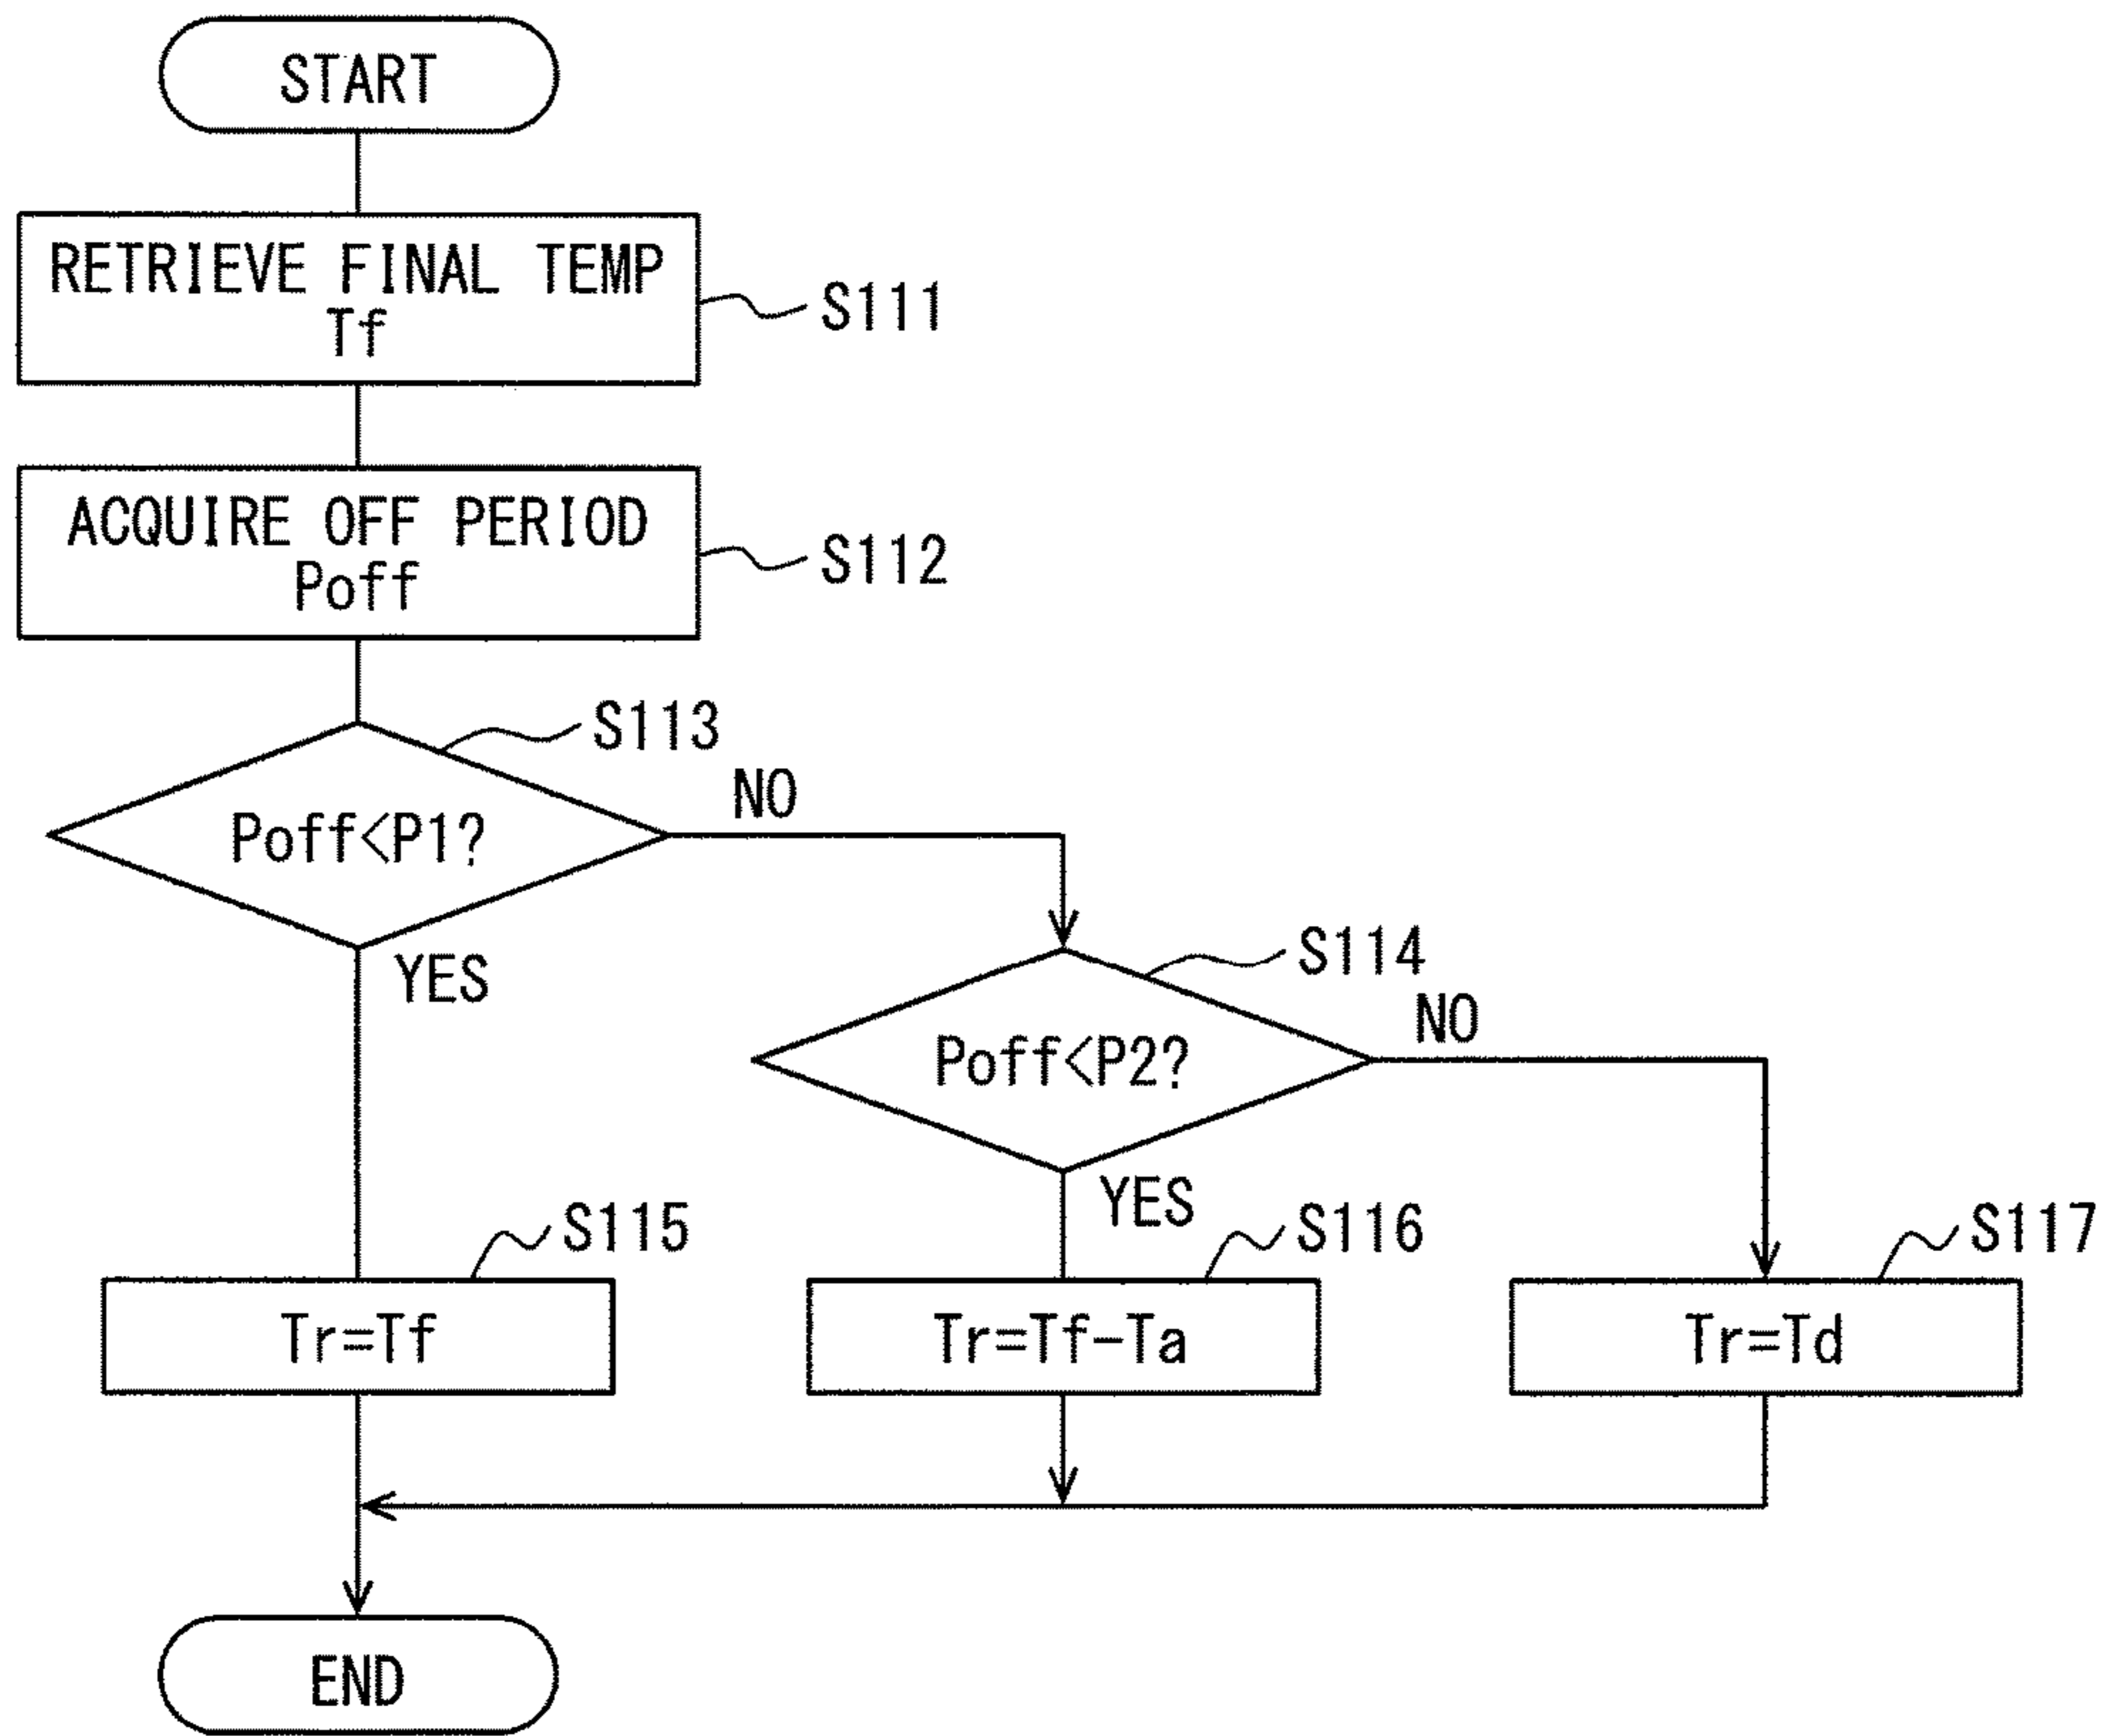 START
RETRIEVE FINAL TEMP
Tf
S111
ACQUIRE OFF PERIOD
Poff
S112
S113
Poff<P1?
NO
YES
S114
Poff<P2?
NO
YES
S115
Tr=Tf
S116
Tr=Tf-Ta
S117
Tr=Td
END